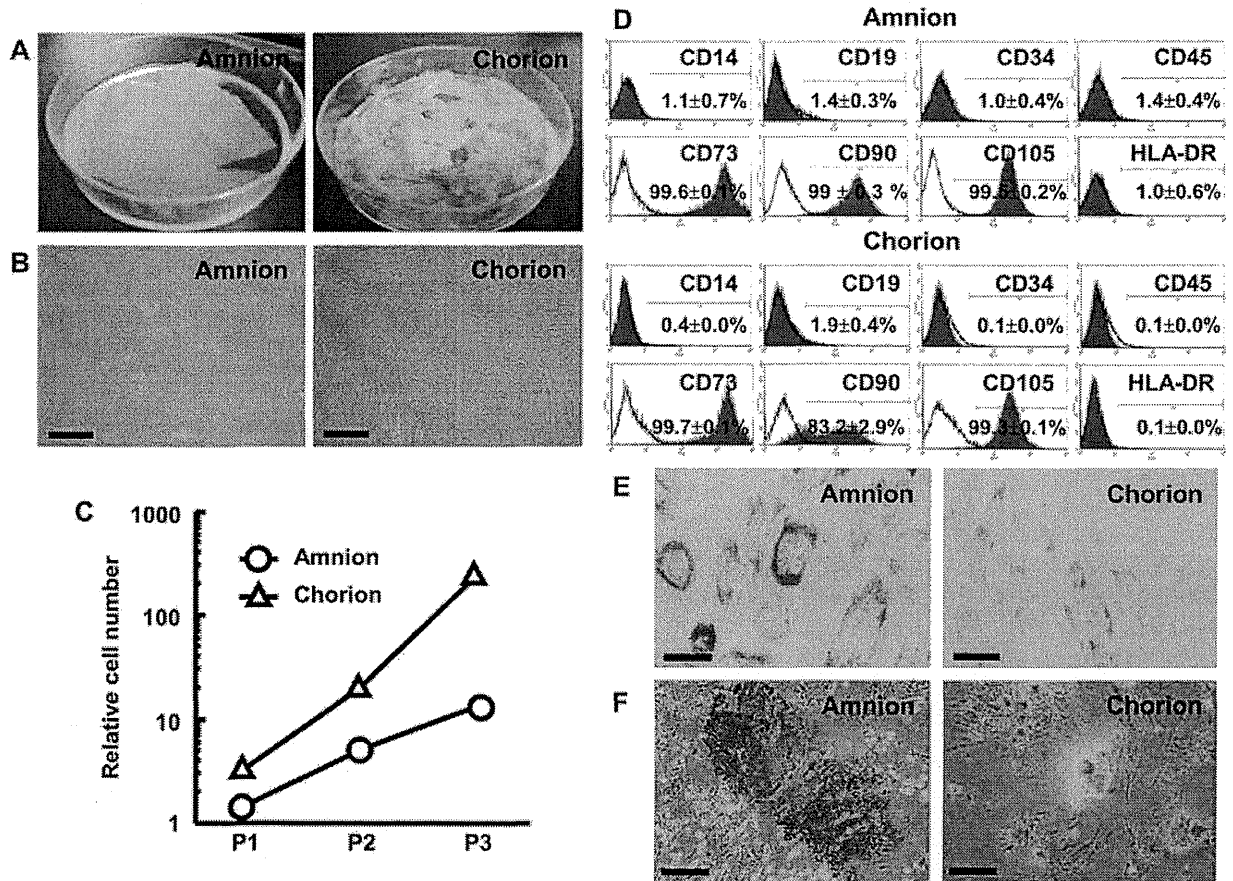 A
Amnion
Chorion
B
Amnion
Chorion
C
1000
100
10
1
Relative cell number
Amnion
Chorion
P1
P2
P3
D
Amnion
CD14
1.1±0.7%
CD19
1.4±0.3%
CD34
1.0±0.4%
CD45
1.4±0.4%
CD73
99.6±0.1%
CD90
99 ±0.3 %
CD105
±0.2%
HLA-DR
1.0±0.6%
Chorion
CD14
0.4±0.0%
CD19
1.9±0.4%
CD34
0.1±0.0%
CD45
0.1±0.0%
CD73
99.7±0.1%
CD90
83.2±2.9%
CD105
±0.1%
HLA-DR
0.1±0.0%
E
Amnion
Chorion
F
Amnion
Chorion